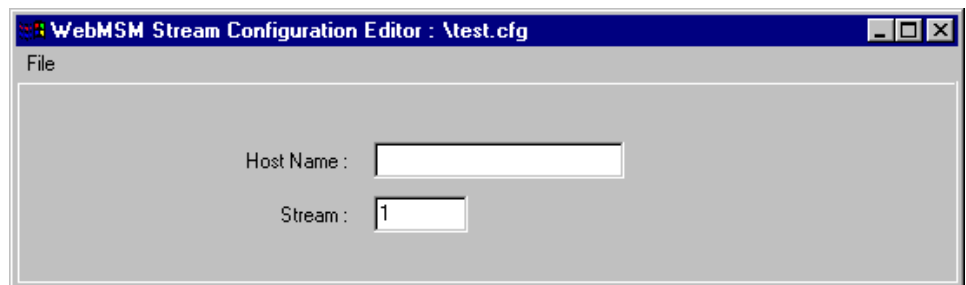 WebMSM Stream Configuration Editor : \test.cfg
File
Host Name :
Stream : 1